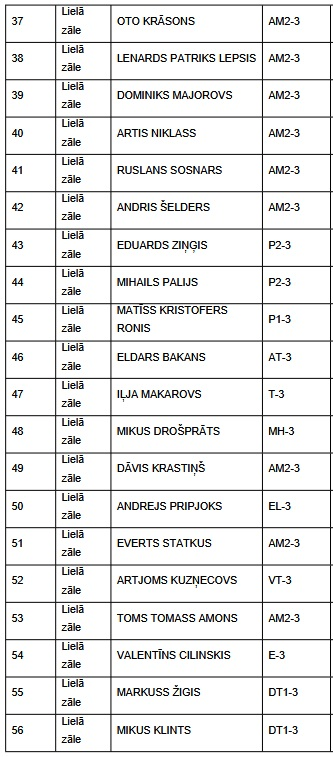 37 Lielā zāle OTO KRĀSONS AM2-3
38 Lielā zāle LENARDS PATRIKS LEPSIS AM2-3
39 Lielā zāle DOMINIKS MAJOROVS AM2-3
40 Lielā zāle ARTIS NIKLASS AM2-3
41 Lielā zāle RUSLANS SOSNARS AM2-3
42 Lielā zāle ANDRIS ŠELDERS AM2-3
43 Lielā zāle EDUARDS ZIŅĢIS P2-3
44 Lielā zāle MIHAILS PALIJS P2-3
45 Lielā zāle MATĪSS KRISTOFERS RONIS P1-3
46 Lielā zāle ELDARS BAKANS AT-3
47 Lielā zāle IĻJA MAKAROVS T-3
48 Lielā zāle MIKUS DROŠPRĀTS MH-3
49 Lielā zāle DĀVIS KRASTIŅŠ AM2-3
50 Lielā zāle ANDREJS PRIPJOKS EL-3
51 Lielā zāle EVERTS STATKUS AM2-3
52 Lielā zāle ARTJOMS KUZŅECOVS VT-3
53 Lielā zāle TOMS TOMASS AMONS AM2-3
54 Lielā zāle VALENTĪNS CILINSKIS E-3
55 Lielā zāle MARKUSS ŽIGIS DT1-3
56 Lielā zāle MIKUS KLINTS DT1-3